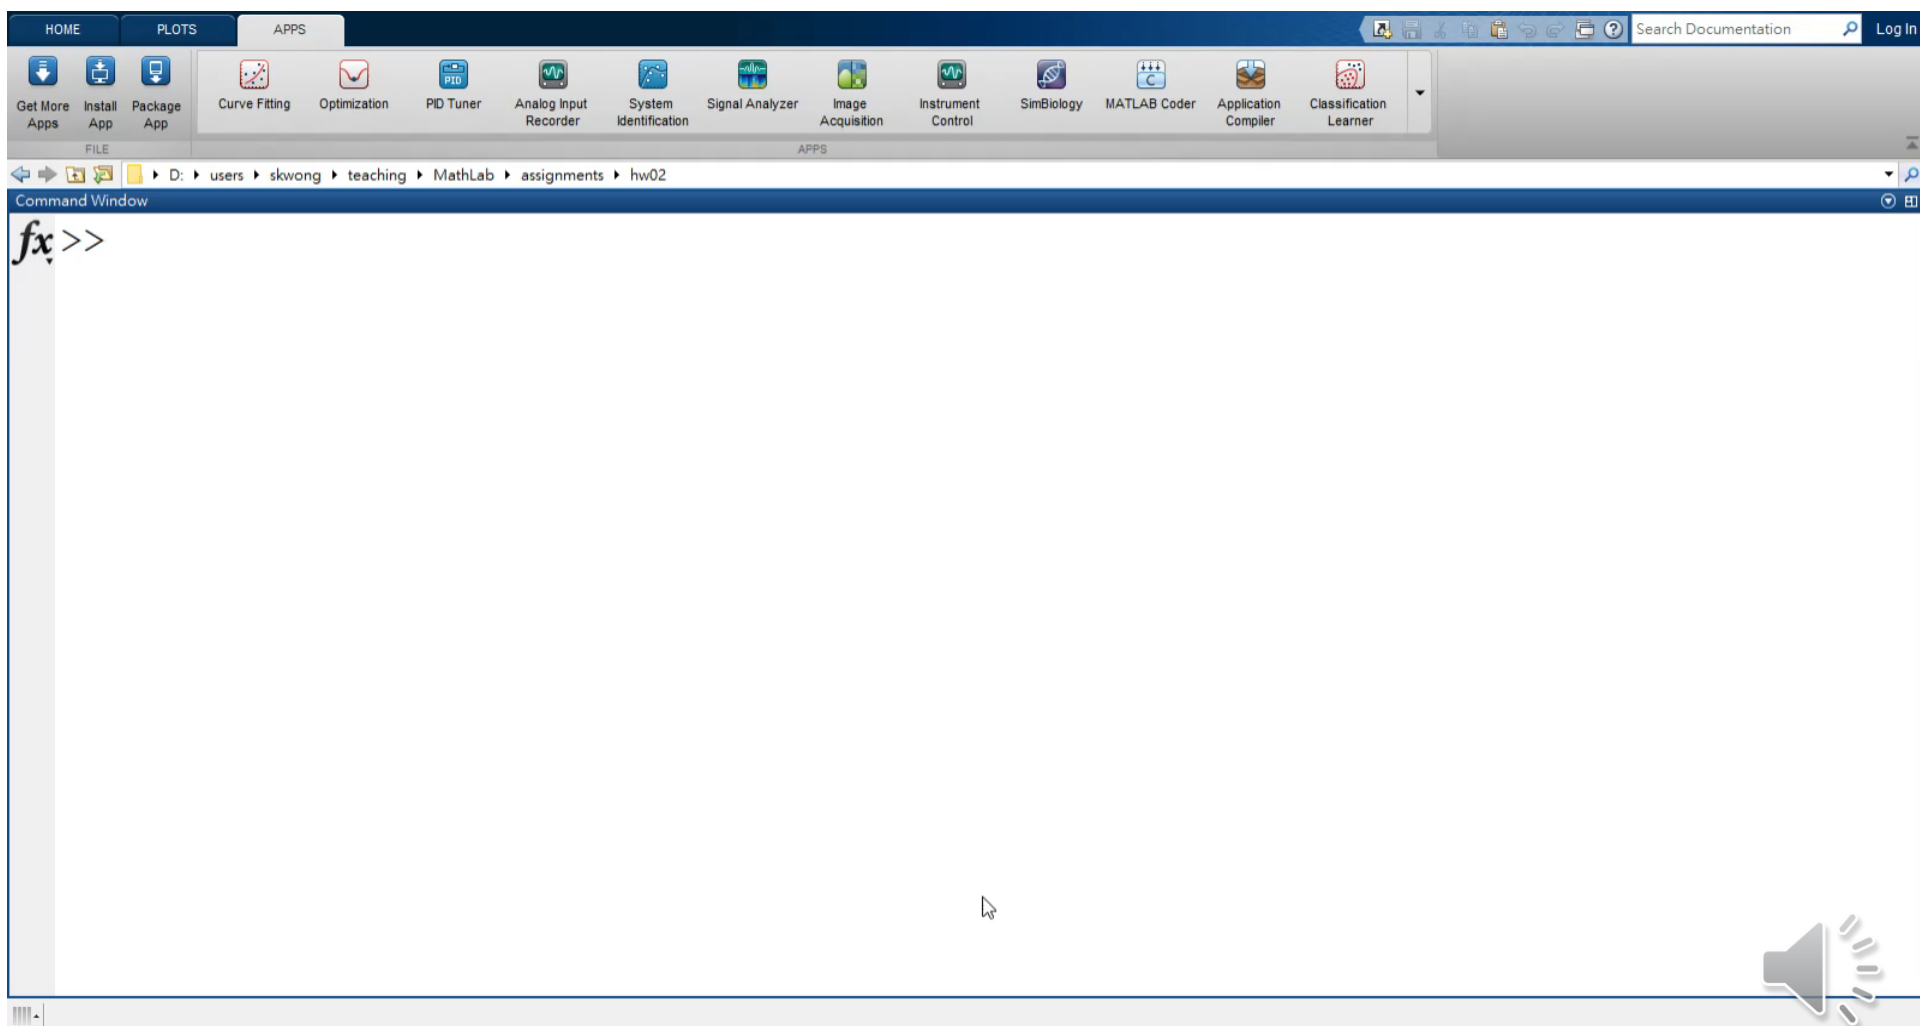 HOME PLOTS APPS Search Documentation Log In
Get More Apps Install App Package App Curve Fitting Optimization PID Tuner Analog Input Recorder System Identification Signal Analyzer Image Acquisition Instrument Control SimBiology MATLAB Coder Application Compiler Classification Learner
PID C
FILE APPS
D: users skwong teaching MathLab assignments hw02
Command Window
fx >>